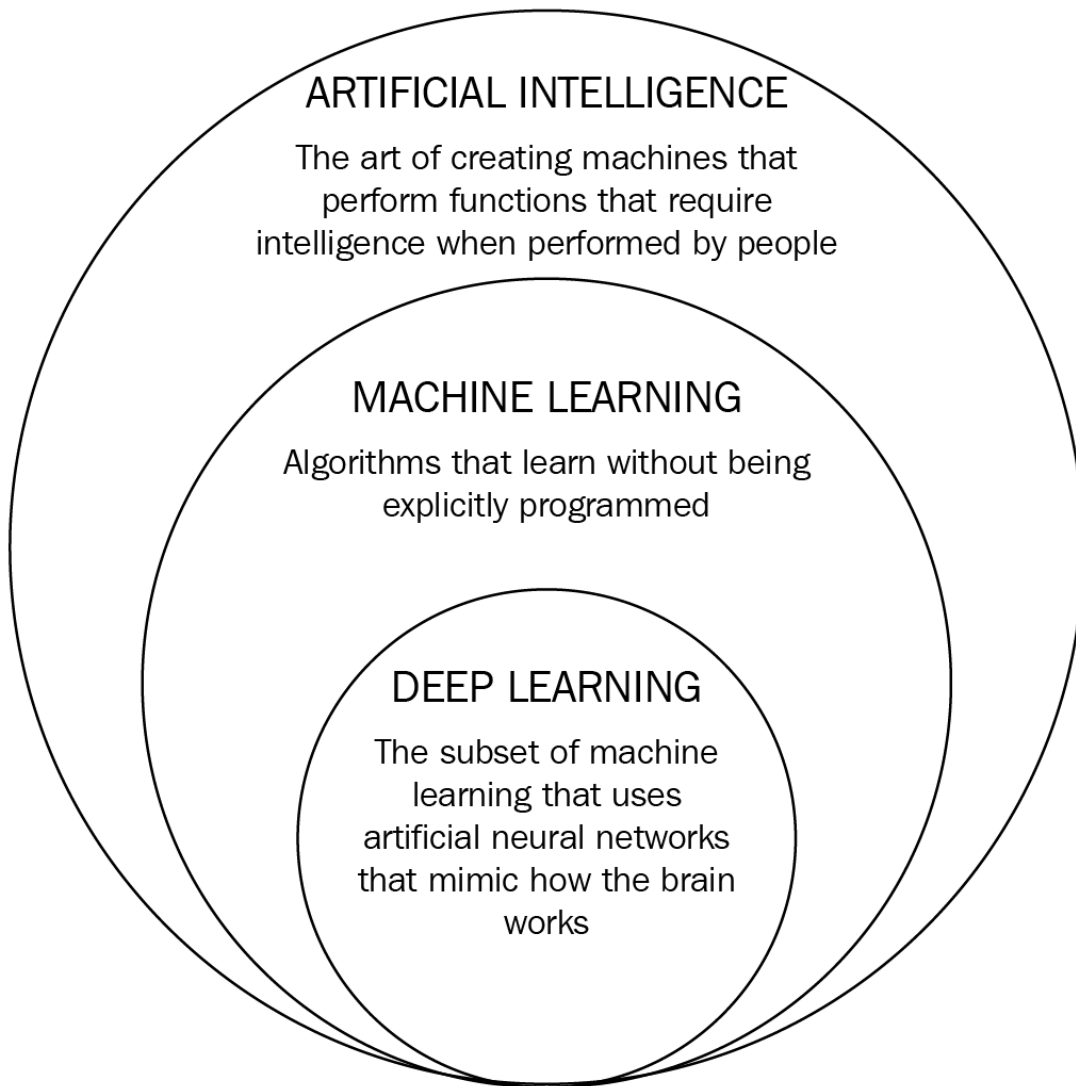 ARTIFICIAL INTELLIGENCE
The art of creating machines that
perform functions that require
intelligence when performed by people
MACHINE LEARNING
Algorithms that learn without being
explicitly programmed
DEEP LEARNING
The subset of machine
learning that uses
artificial neural networks
that mimic how the brain
works